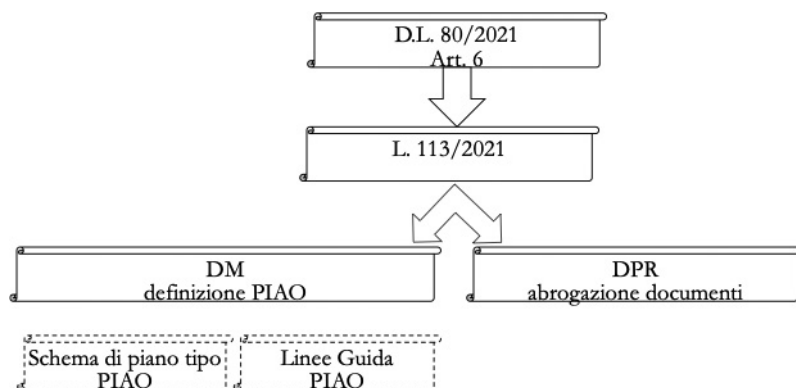 D.L. 80/2021
Art. 6
L. 113/2021
DM
definizione PIAO
DPR
abrogazione documenti
Schema di piano tipo
PIAO
Linee Guida
PIAO